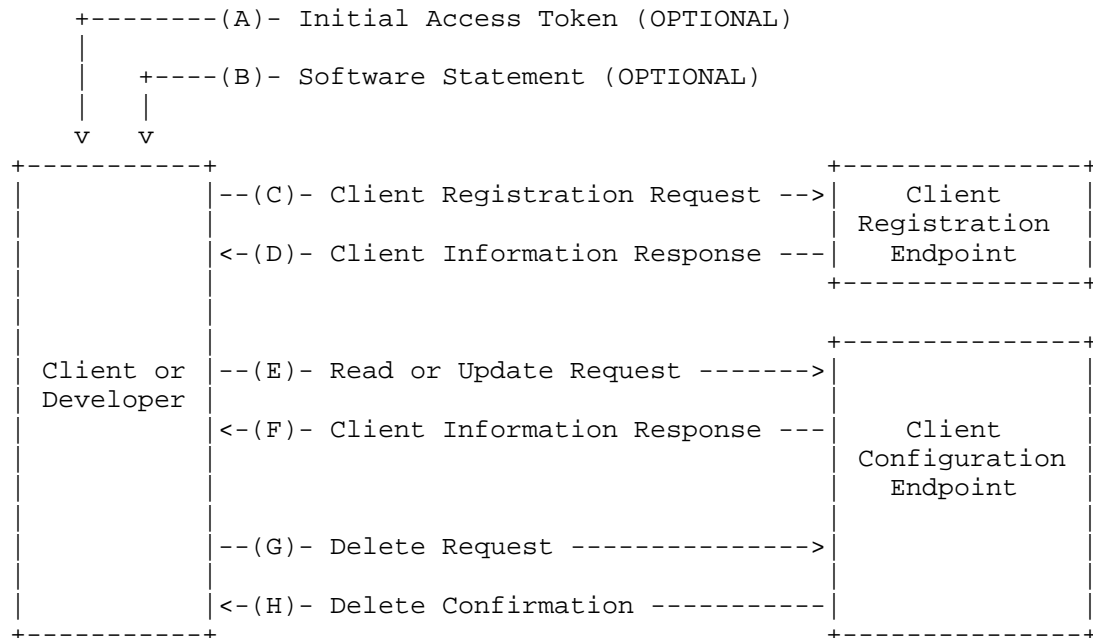 +--------(A)- Initial Access Token (OPTIONAL)
|
|   +----(B)- Software Statement (OPTIONAL)
|   |
v   v
+-----------+                                      +---------------+
|           |--(C)- Client Registration Request -->|    Client     |
|           |                                      | Registration  |
|           |<-(D)- Client Information Response ---|   Endpoint    |
|           |                                      +---------------+
|           |
|           |                                      +---------------+
| Client or |--(E)- Read or Update Request ------->|               |
| Developer |                                      |               |
|           |<-(F)- Client Information Response ---|    Client     |
|           |                                      | Configuration |
|           |                                      |   Endpoint    |
|           |                                      |               |
|           |--(G)- Delete Request --------------->|               |
|           |                                      |               |
|           |<-(H)- Delete Confirmation -----------|               |
+-----------+                                      +---------------+